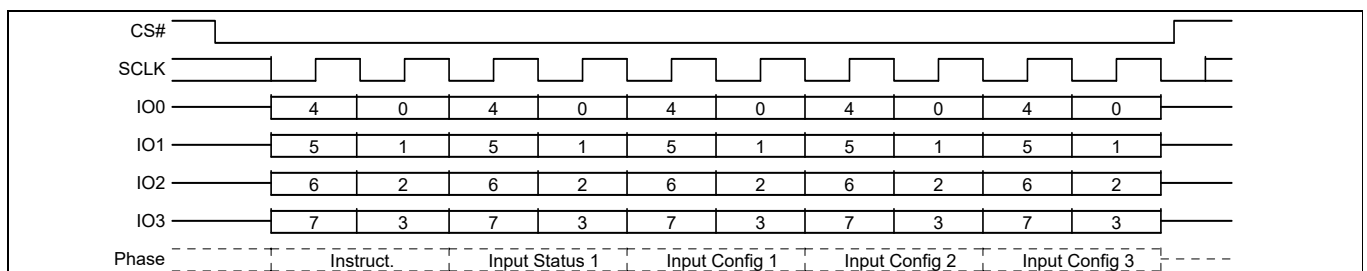 CS#
SCLK
IO0 4 0 4 0 4 0 4 0 4 0
IO1 5 1 5 1 5 1 5 1 5 1
IO2 6 2 6 2 6 2 6 2 6 2
IO3 7 3 7 3 7 3 7 3 7 3
Phase Instruct. Input Status 1 Input Config 1 Input Config 2 Input Config 3